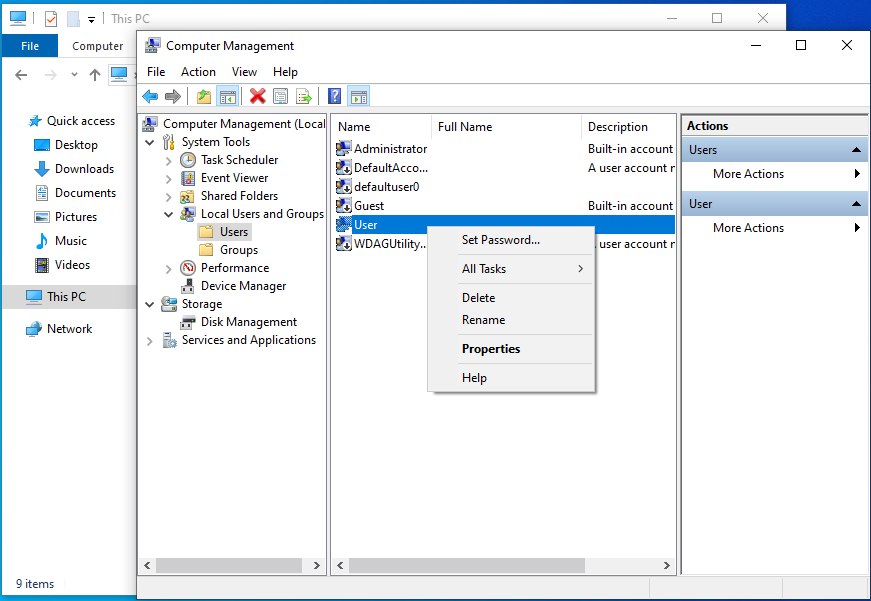 This PC
File
Computer
Quick access
Desktop
Downloads
Documents
Pictures
Music
Videos
This PC
Network
9 items
Computer Management
File Action View Help
Computer Management (Local
System Tools
Task Scheduler
Event Viewer
Shared Folders
Local Users and Groups
Users
Groups
Performance
Device Manager
Storage
Disk Management
Services and Applications
Name Full Name Description
Administrator Built-in account
DefaultAcco... A user account r
defaultuser0
Guest Built-in account
User
WDAGUtility... user account r
Set Password...
All Tasks
Delete
Rename
Properties
Help
Actions
Users
More Actions
User
More Actions